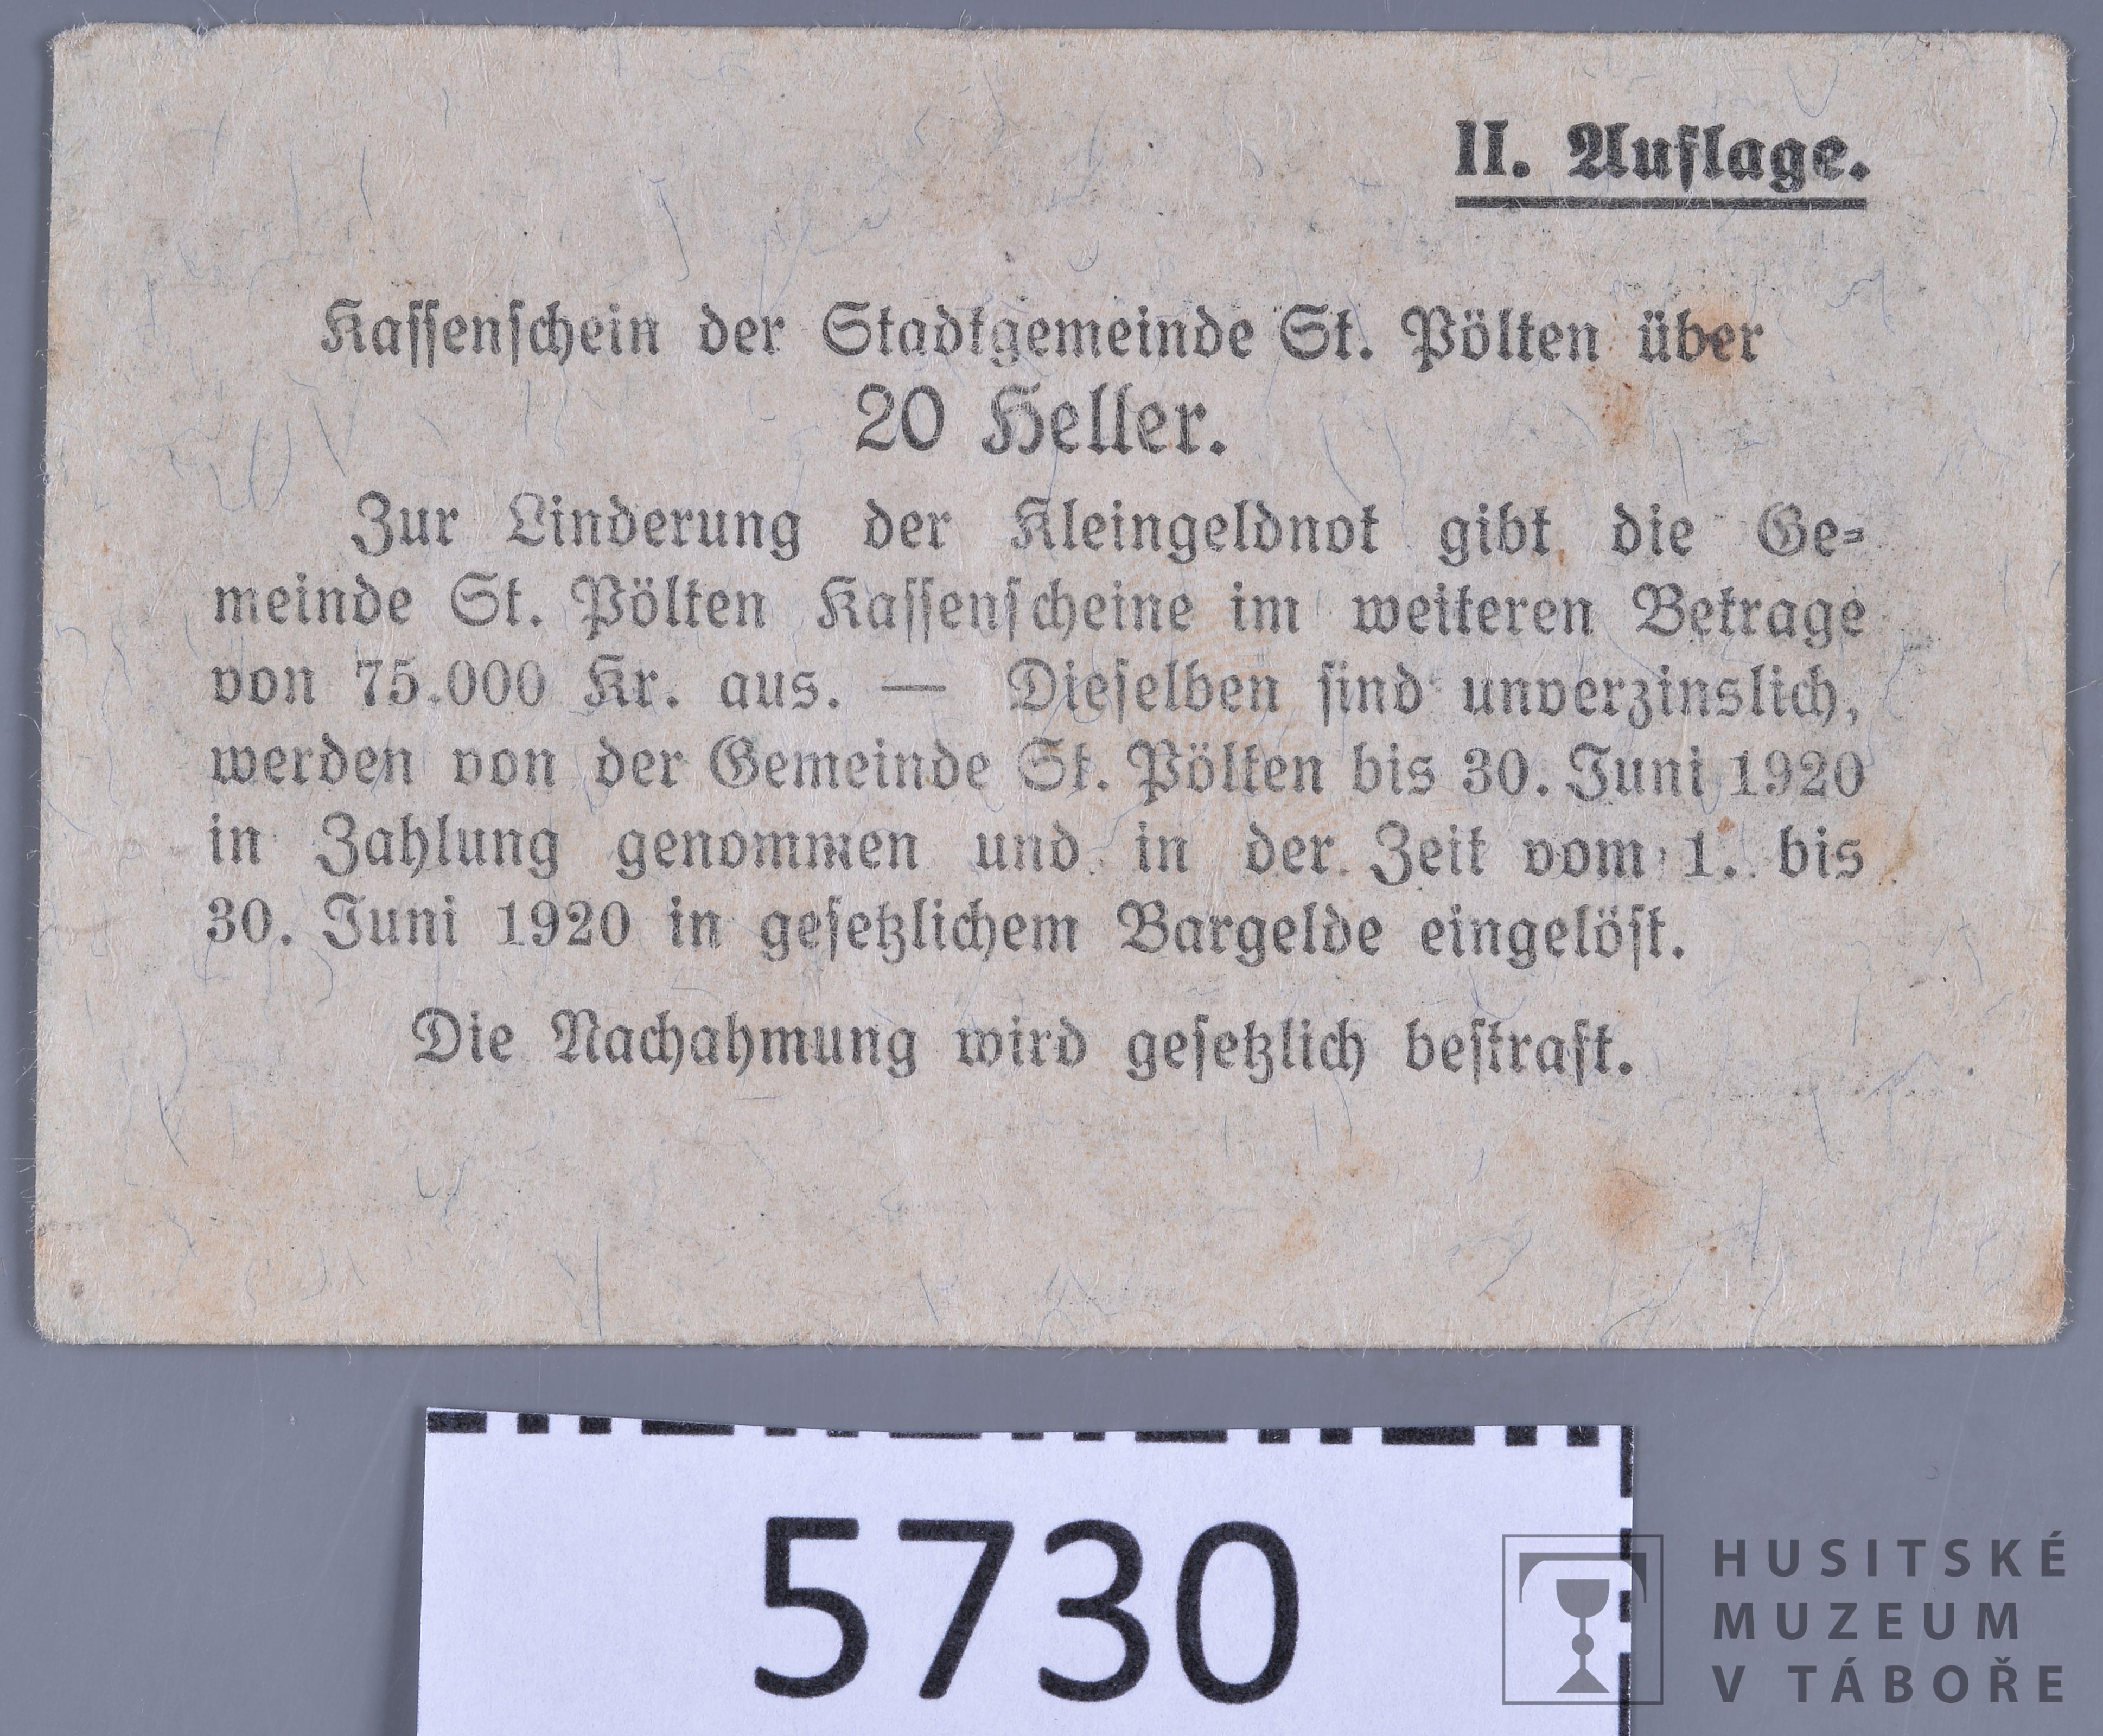 II. Auflage.
Kassenschein der Stadtgemeinde St. Pölten über
20 Heller.
Zur Linderung der Kleingeldnot gibt die Ge-
meinde St. Pölten Kassenscheine im weiteren Betrage
von 75.000 Kr. aus. — Dieselben sind unverzinslich,
werden von der Gemeinde St. Pölten bis 30. Juni 1920
in Zahlung genommen und in der Zeit vom 1. bis
30. Juni 1920 in gesetzlichem Bargelde eingelöst.
Die Nachahmung wird gesetzlich bestraft.
5730
HUSITSKÉ
MUZEUM
V TÁBOŘE